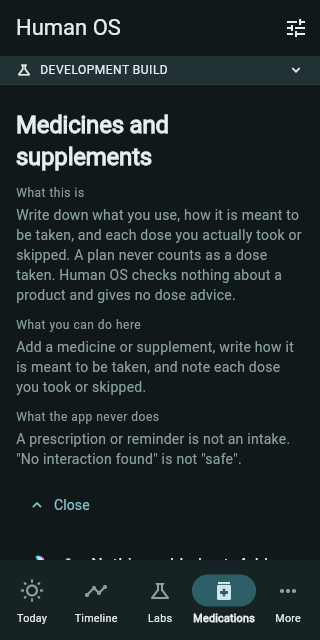 Human OS
DEVELOPMENT BUILD
Medicines and
supplements
What this is
Write down what you use, how it is meant to
be taken, and each dose you actually took or
skipped. A plan never counts as a dose
taken. Human OS checks nothing about a
product and gives no dose advice.
What you can do here
Add a medicine or supplement, write how it
is meant to be taken, and note each dose
you took or skipped.
What the app never does
A prescription or reminder is not an intake.
"No interaction found" is not "safe".
Close
Today
Timeline
Labs
Medications
More